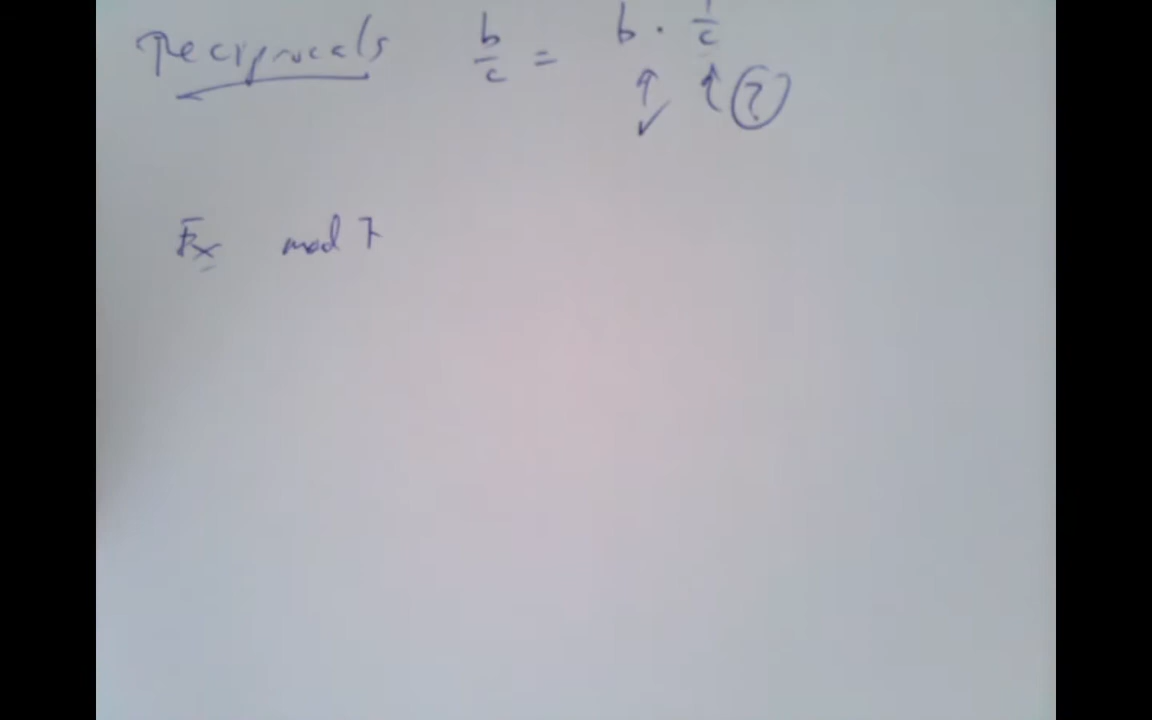 Reciprocals b/c = b · 1/c
↑ ↑ ?
✓
Ex mod 7